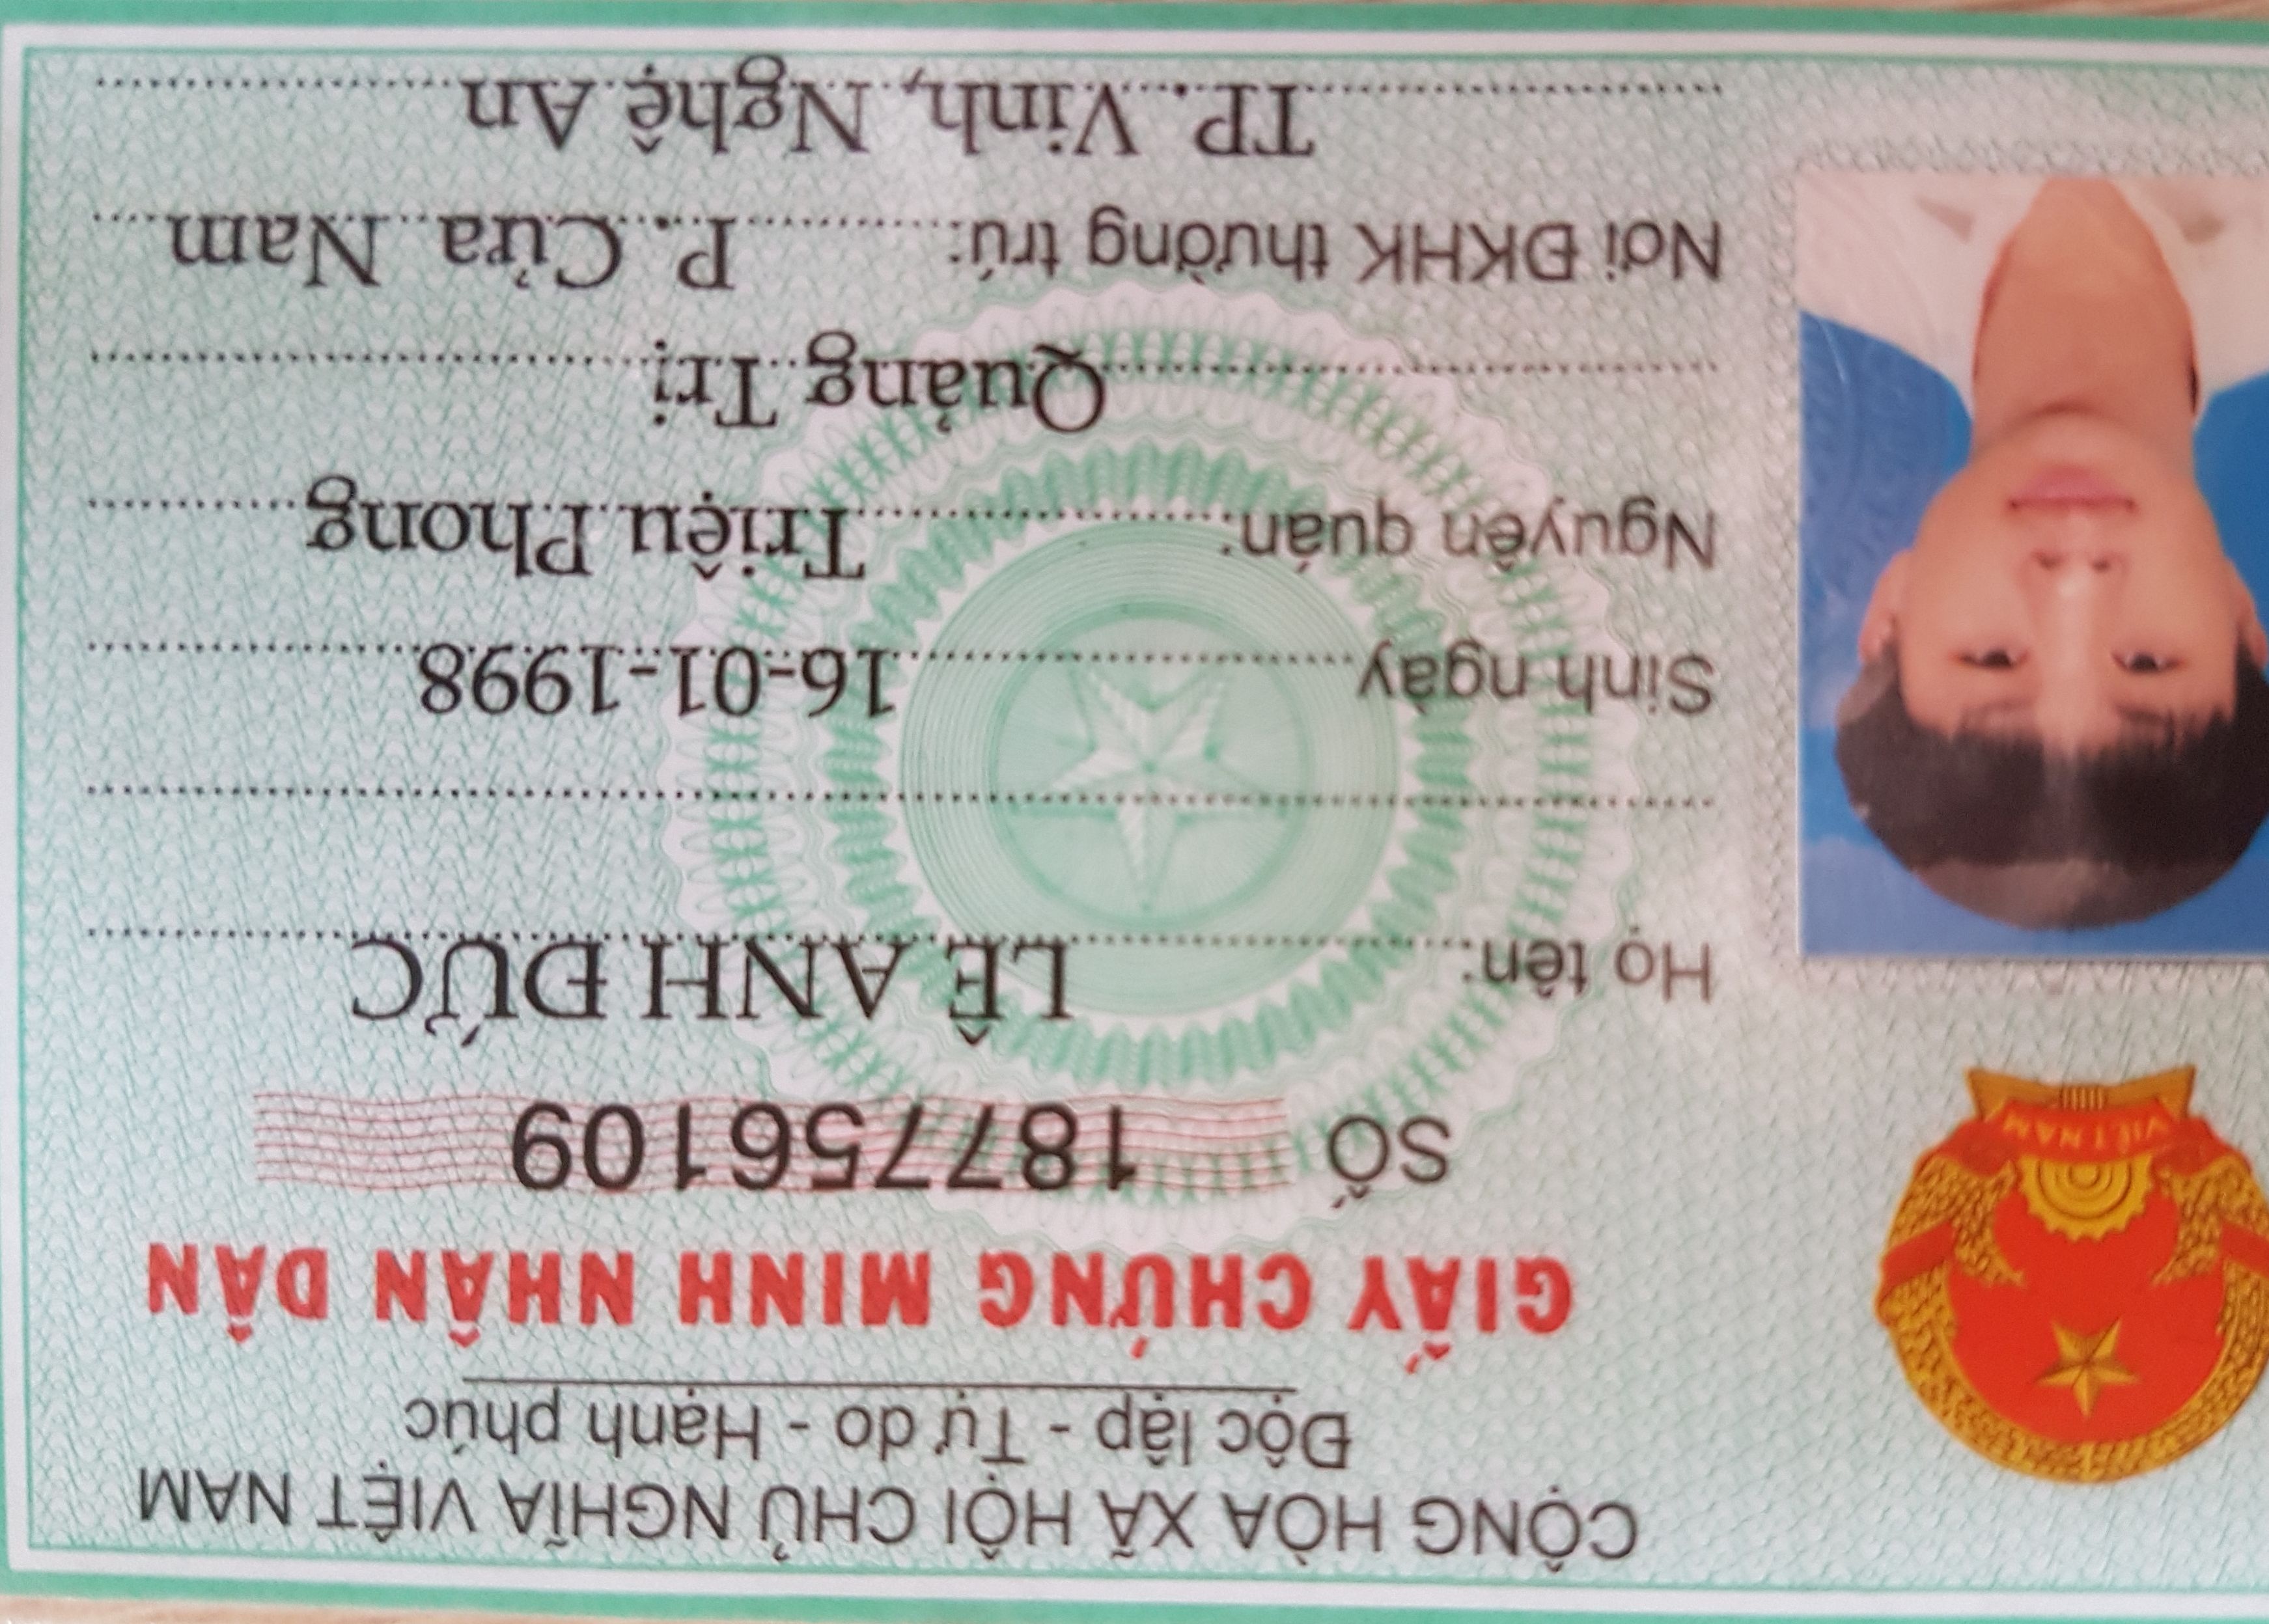 CỘNG HÒA XÃ HỘI CHỦ NGHĨA VIỆT NAM
Độc lập - Tự do - Hạnh phúc
GIẤY CHỨNG MINH NHÂN DÂN
SỐ 187756109
Họ tên: LÊ ANH ĐỨC
Sinh ngày 16-01-1998
Nguyên quán: Triệu Phong
Quảng Trị
Nơi ĐKHK thường trú: P. Cửa Nam
TP. Vinh, Nghệ An
VIỆT NAM